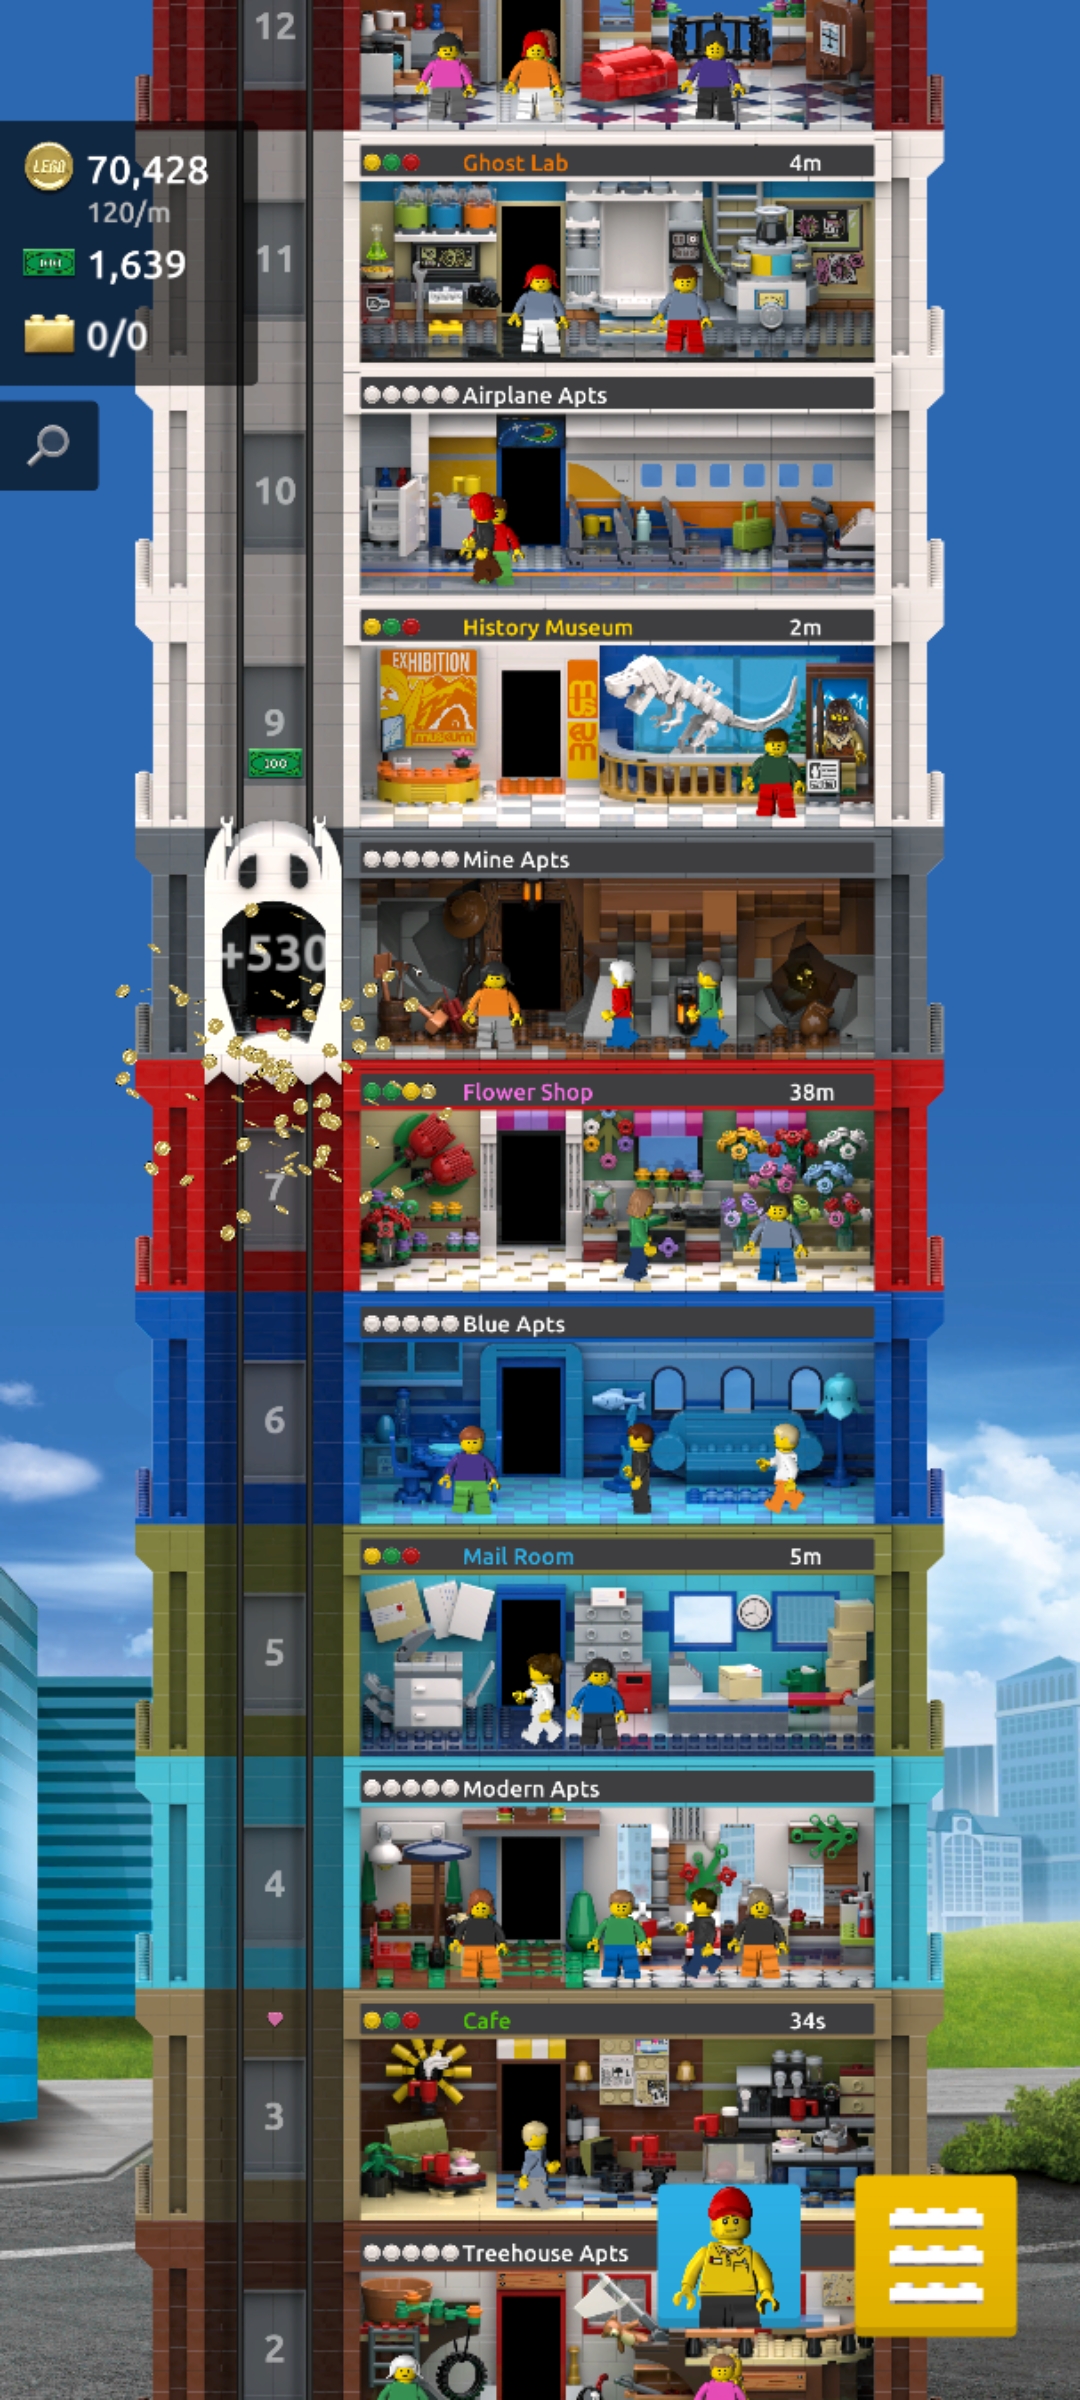 12
LEGO
70,428
120/m
1,639
0/0
Ghost Lab 4m
11
Airplane Apts
10
History Museum 2m
EXHIBITION
museum
mus
eum
9
100
Mine Apts
+530
Flower Shop 38m
7
Blue Apts
6
Mail Room 5m
5
Modern Apts
4
Cafe 34s
3
Treehouse Apts
2